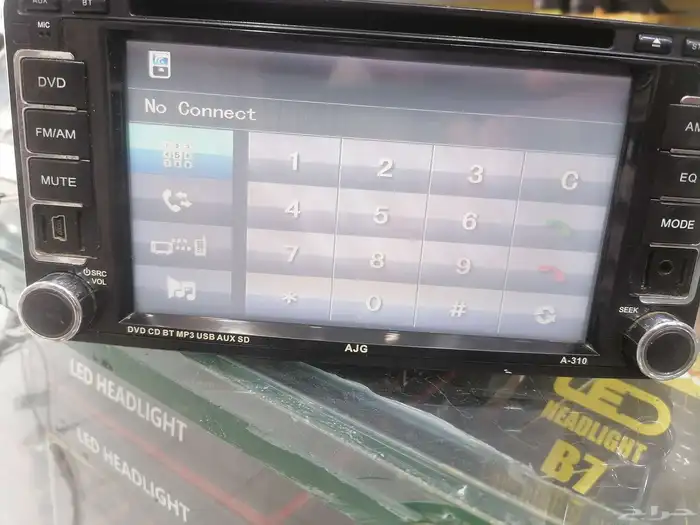 AUX
BT
MIC
DVD
FM/AM
MUTE
SRC
VOL
No Connect
1 2 3 C
4 5 6
7 8 9
* 0 #
EQ
MODE
SEEK
DVD CD BT MP3 USB AUX SD
AJG
A-310
LED HEADLIGHT
LED HEADLIGHT
LED
HEADLIGHT
B7
حراج